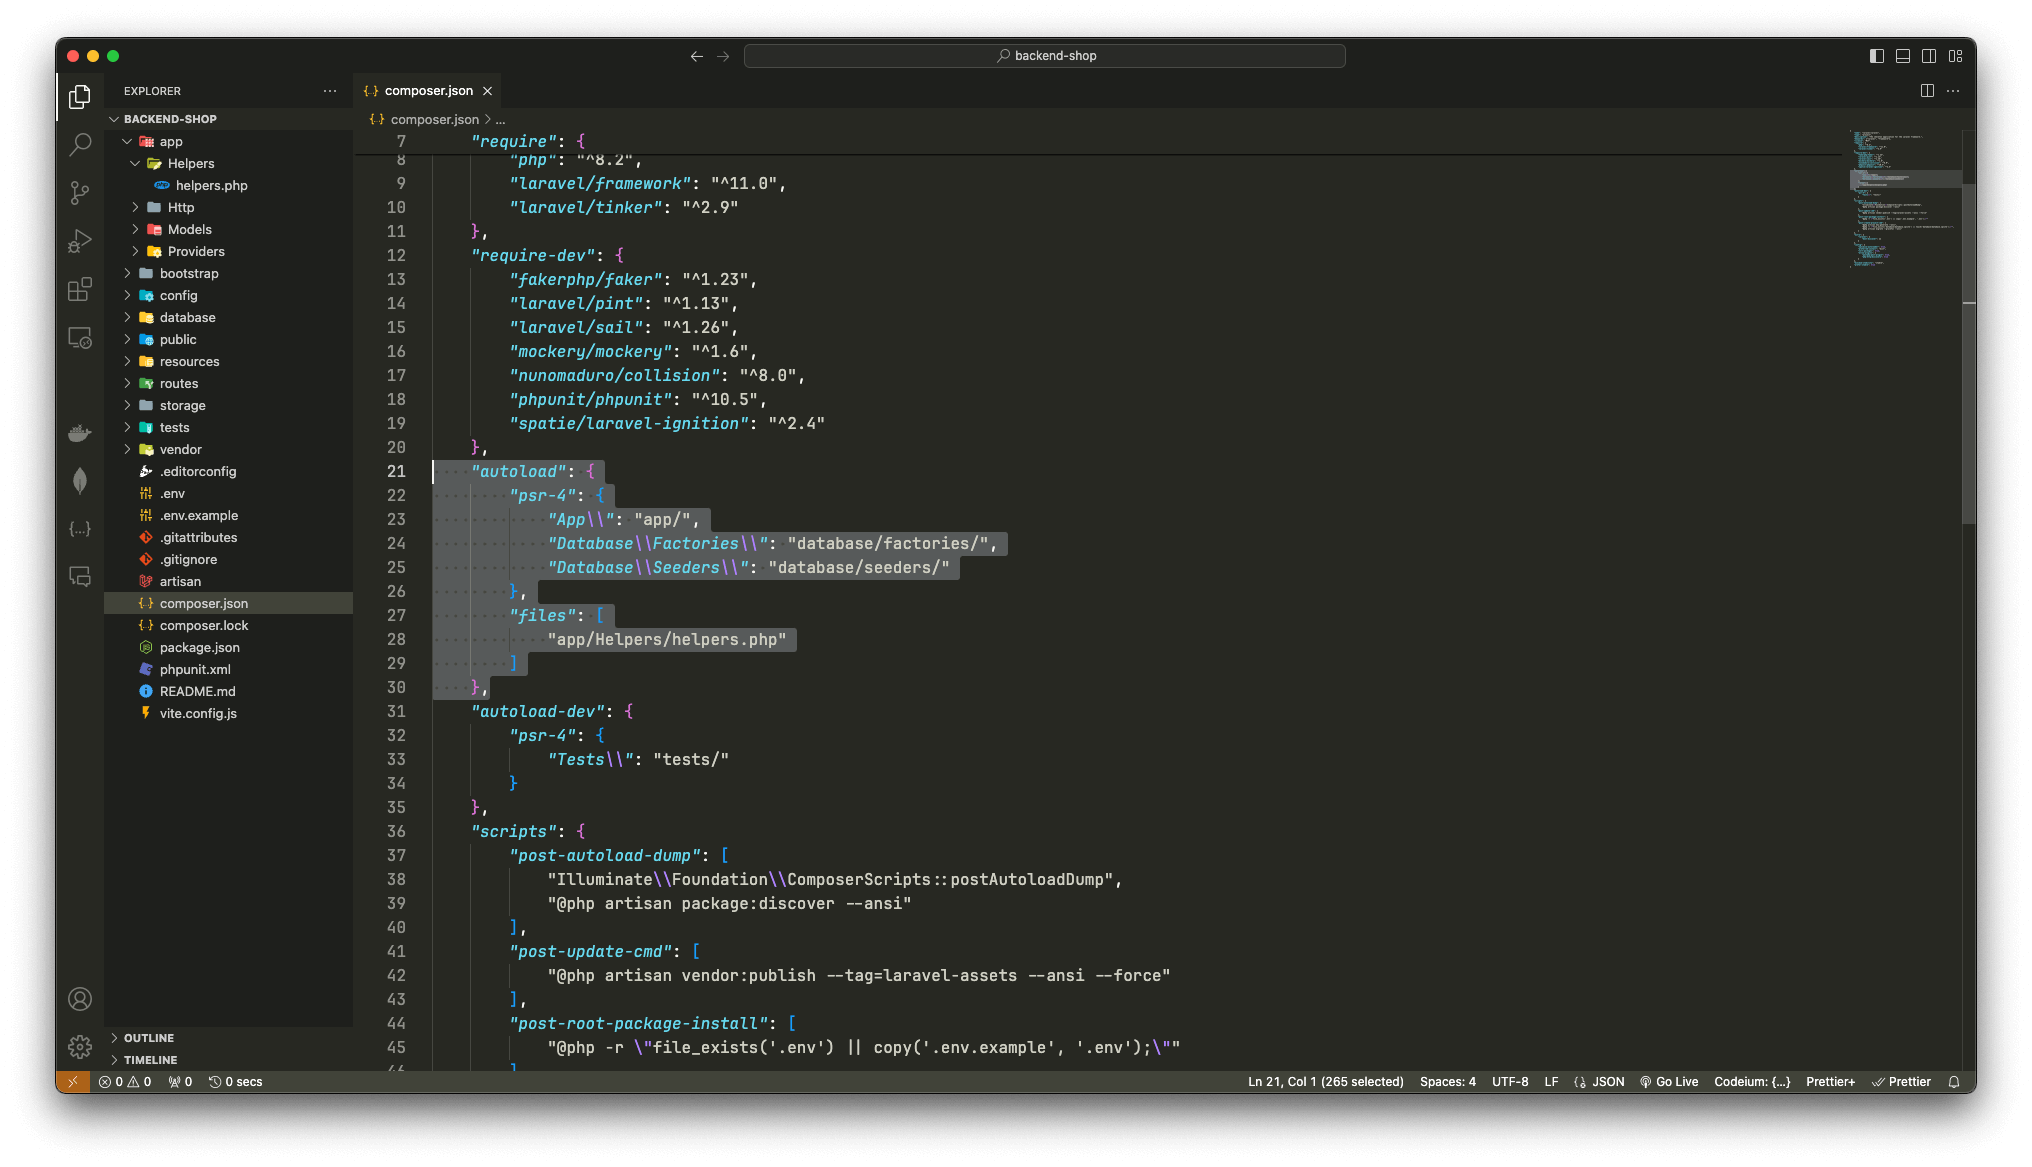 backend-shop
EXPLORER
composer.json
BACKEND-SHOP
app
Helpers
helpers.php
Http
Models
Providers
bootstrap
config
database
public
resources
routes
storage
tests
vendor
.editorconfig
.env
.env.example
.gitattributes
.gitignore
artisan
composer.json
composer.lock
package.json
phpunit.xml
README.md
vite.config.js
OUTLINE
TIMELINE
composer.json > ...
7 "require": {
8 "php": "^8.2",
9 "laravel/framework": "^11.0",
10 "laravel/tinker": "^2.9"
11 },
12 "require-dev": {
13 "fakerphp/faker": "^1.23",
14 "laravel/pint": "^1.13",
15 "laravel/sail": "^1.26",
16 "mockery/mockery": "^1.6",
17 "nunomaduro/collision": "^8.0",
18 "phpunit/phpunit": "^10.5",
19 "spatie/laravel-ignition": "^2.4"
20 },
21 "autoload": {
22 "psr-4": {
23 "App\\": "app/",
24 "Database\\Factories\\": "database/factories/",
25 "Database\\Seeders\\": "database/seeders/"
26 },
27 "files": [
28 "app/Helpers/helpers.php"
29 ]
30 },
31 "autoload-dev": {
32 "psr-4": {
33 "Tests\\": "tests/"
34 }
35 },
36 "scripts": {
37 "post-autoload-dump": [
38 "Illuminate\\Foundation\\ComposerScripts::postAutoloadDump",
39 "@php artisan package:discover --ansi"
40 ],
41 "post-update-cmd": [
42 "@php artisan vendor:publish --tag=laravel-assets --ansi --force"
43 ],
44 "post-root-package-install": [
45 "@php -r \"file_exists('.env') || copy('.env.example', '.env');\""
0 0 0 0 secs
Ln 21, Col 1 (265 selected) Spaces: 4 UTF-8 LF JSON Go Live Codeium: {...} Prettier+ Prettier